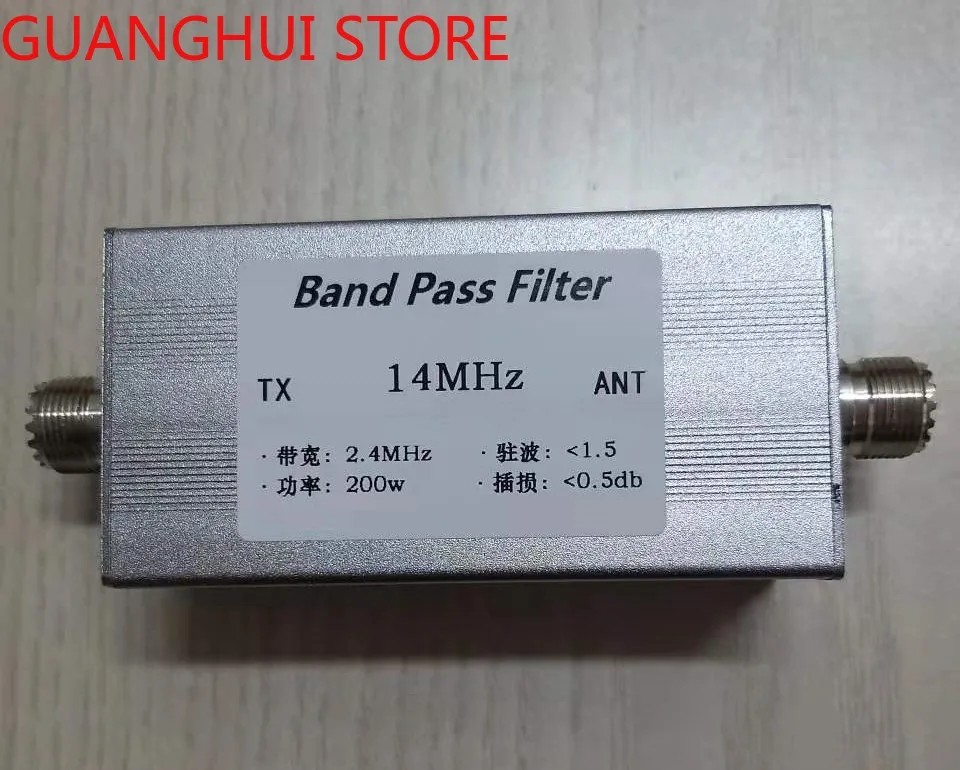 GUANGHUI STORE
Band Pass Filter
TX 14MHz ANT
· 带宽: 2.4MHz · 驻波: <1.5
· 功率: 200w · 插损: <0.5db